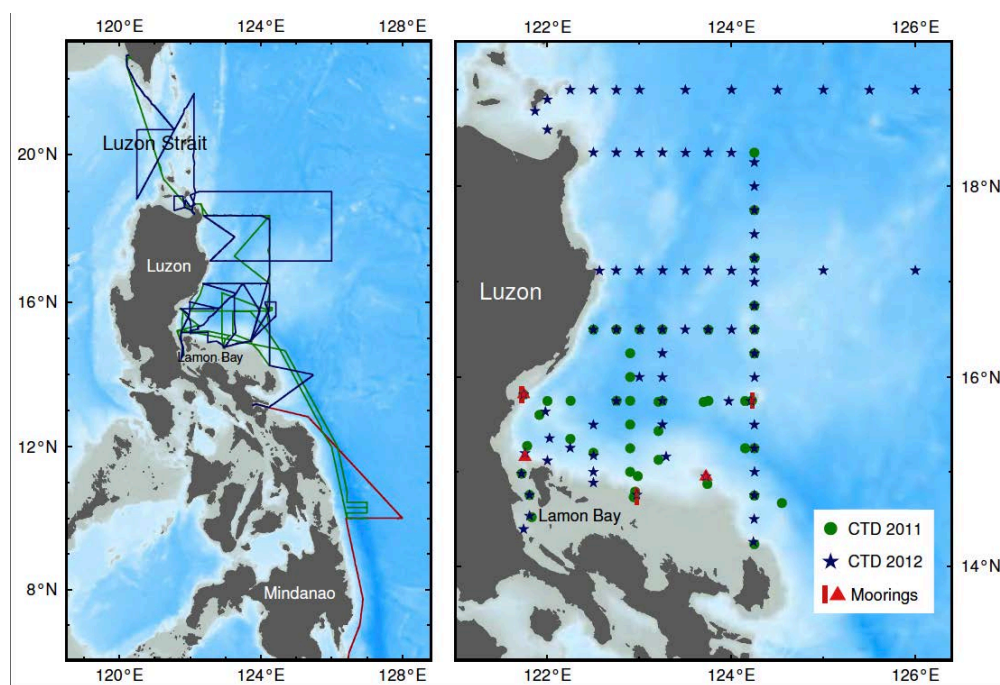 120°E 124°E 128°E
122°E 124°E 126°E
Luzon Strait
20°N
18°N
Luzon
Luzon
16°N
16°N
Lamon Bay
Lamon Bay
12°N
14°N
8°N
Mindanao
CTD 2011
CTD 2012
Moorings
120°E 124°E 128°E
122°E 124°E 126°E